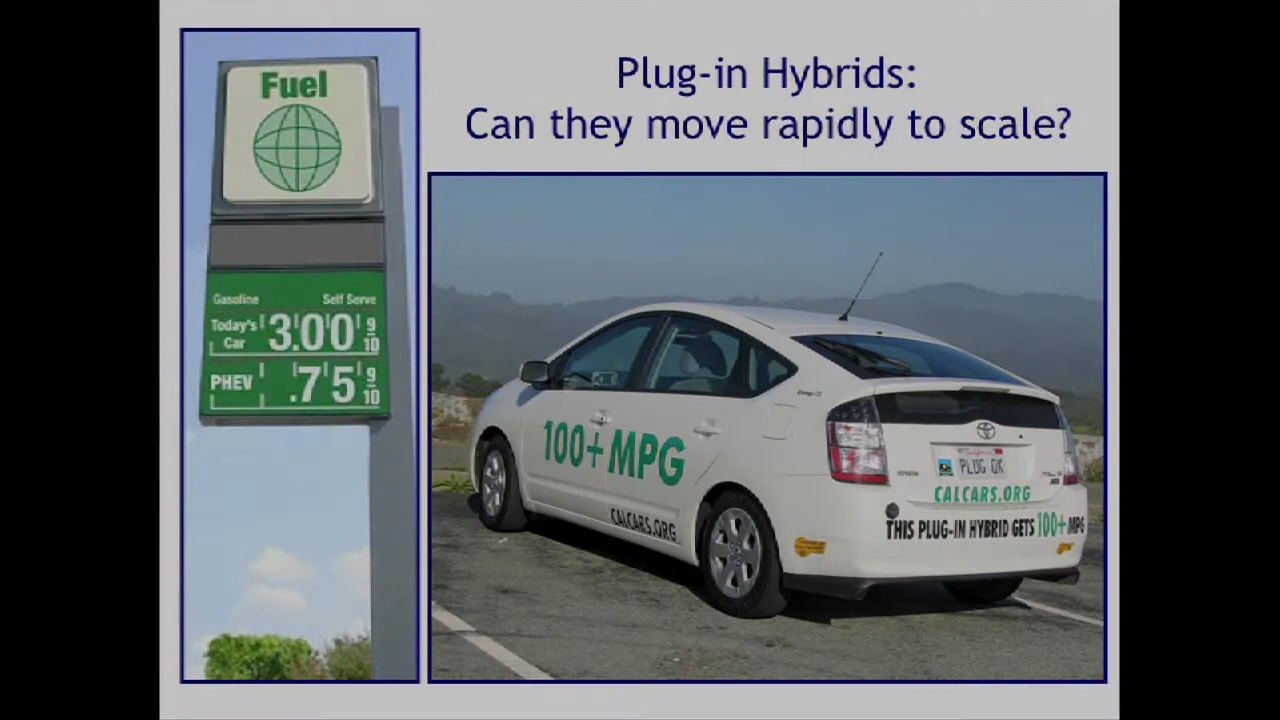 Plug-in Hybrids:
Can they move rapidly to scale?
Fuel
Gasoline Self Serve
Today's Car 3.00 9/10
PHEV .75 9/10
100+ MPG
CALCARS.ORG
PLUG OK
CALCARS.ORG
THIS PLUG-IN HYBRID GETS 100+ MPG